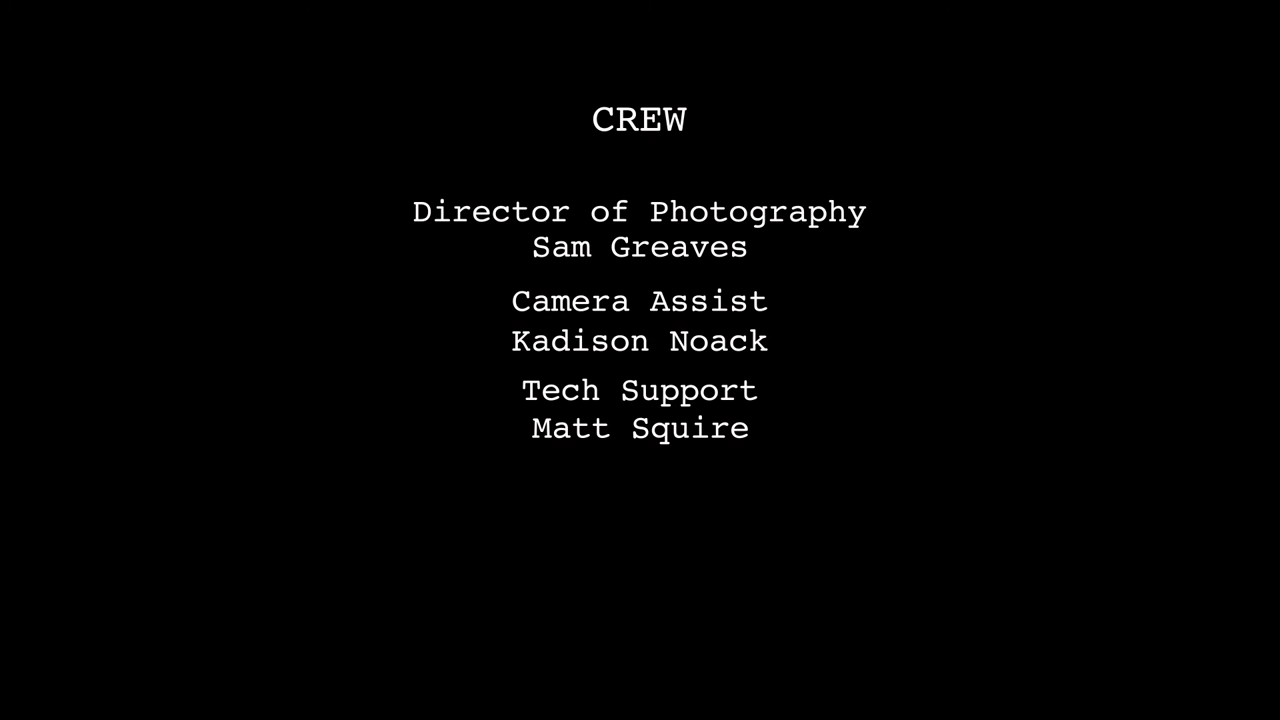 CREW
Director of Photography
Sam Greaves
Camera Assist
Kadison Noack
Tech Support
Matt Squire